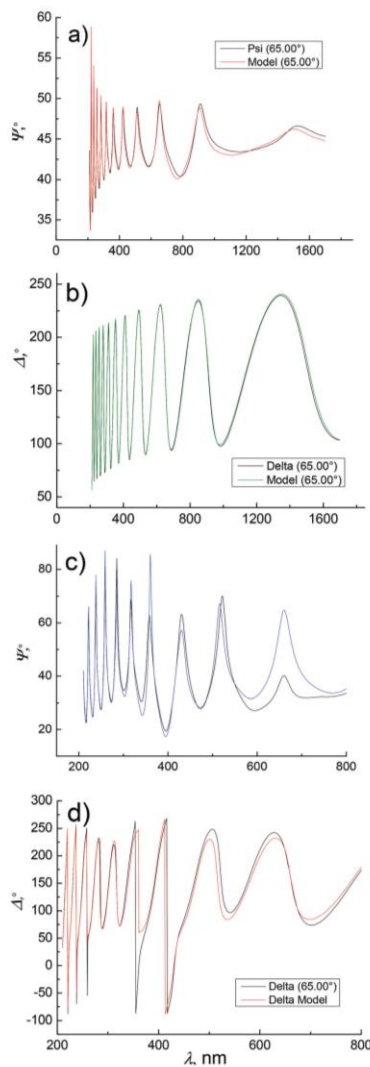 a)
Psi (65.00°)
Model (65.00°)
60
55
50
45
40
35
Ψ,°
0 400 800 1200 1600
b)
250
200
150
100
50
Δ,°
Delta (65.00°)
Model (65.00°)
0 400 800 1200 1600
c)
80
60
40
20
Ψ,°
200 400 600 800
d)
300
250
200
150
100
50
0
-50
-100
Δ,°
Delta (65.00°)
Delta Model
200 400 600 800
λ, nm